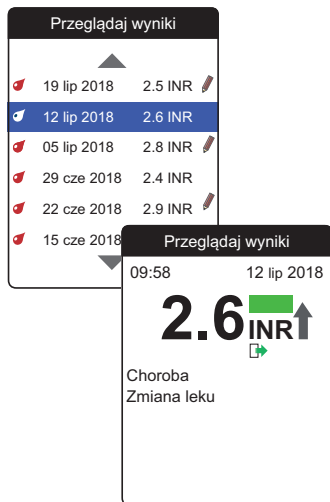 Przeglądaj wyniki
19 lip 2018 2.5 INR
12 lip 2018 2.6 INR
05 lip 2018 2.8 INR
29 cze 2018 2.4 INR
22 cze 2018 2.9 INR
15 cze 2018
Przeglądaj wyniki
09:58 12 lip 2018
2.6 INR
Choroba
Zmiana leku